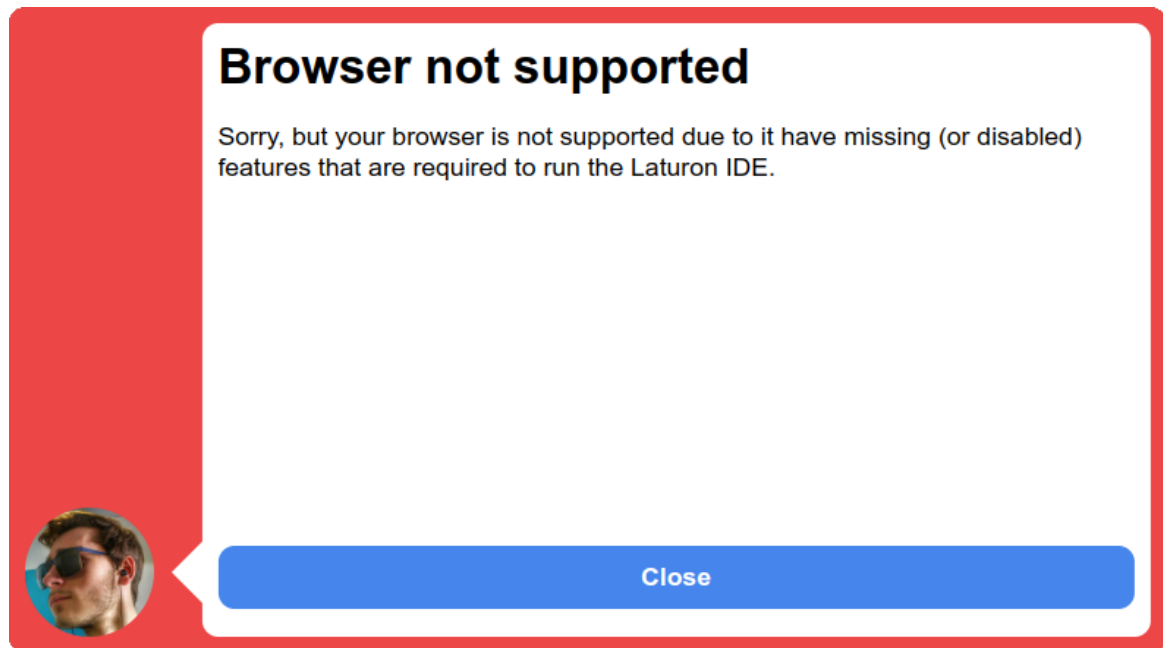 Browser not supported
Sorry, but your browser is not supported due to it have missing (or disabled)
features that are required to run the Laturon IDE.
Close